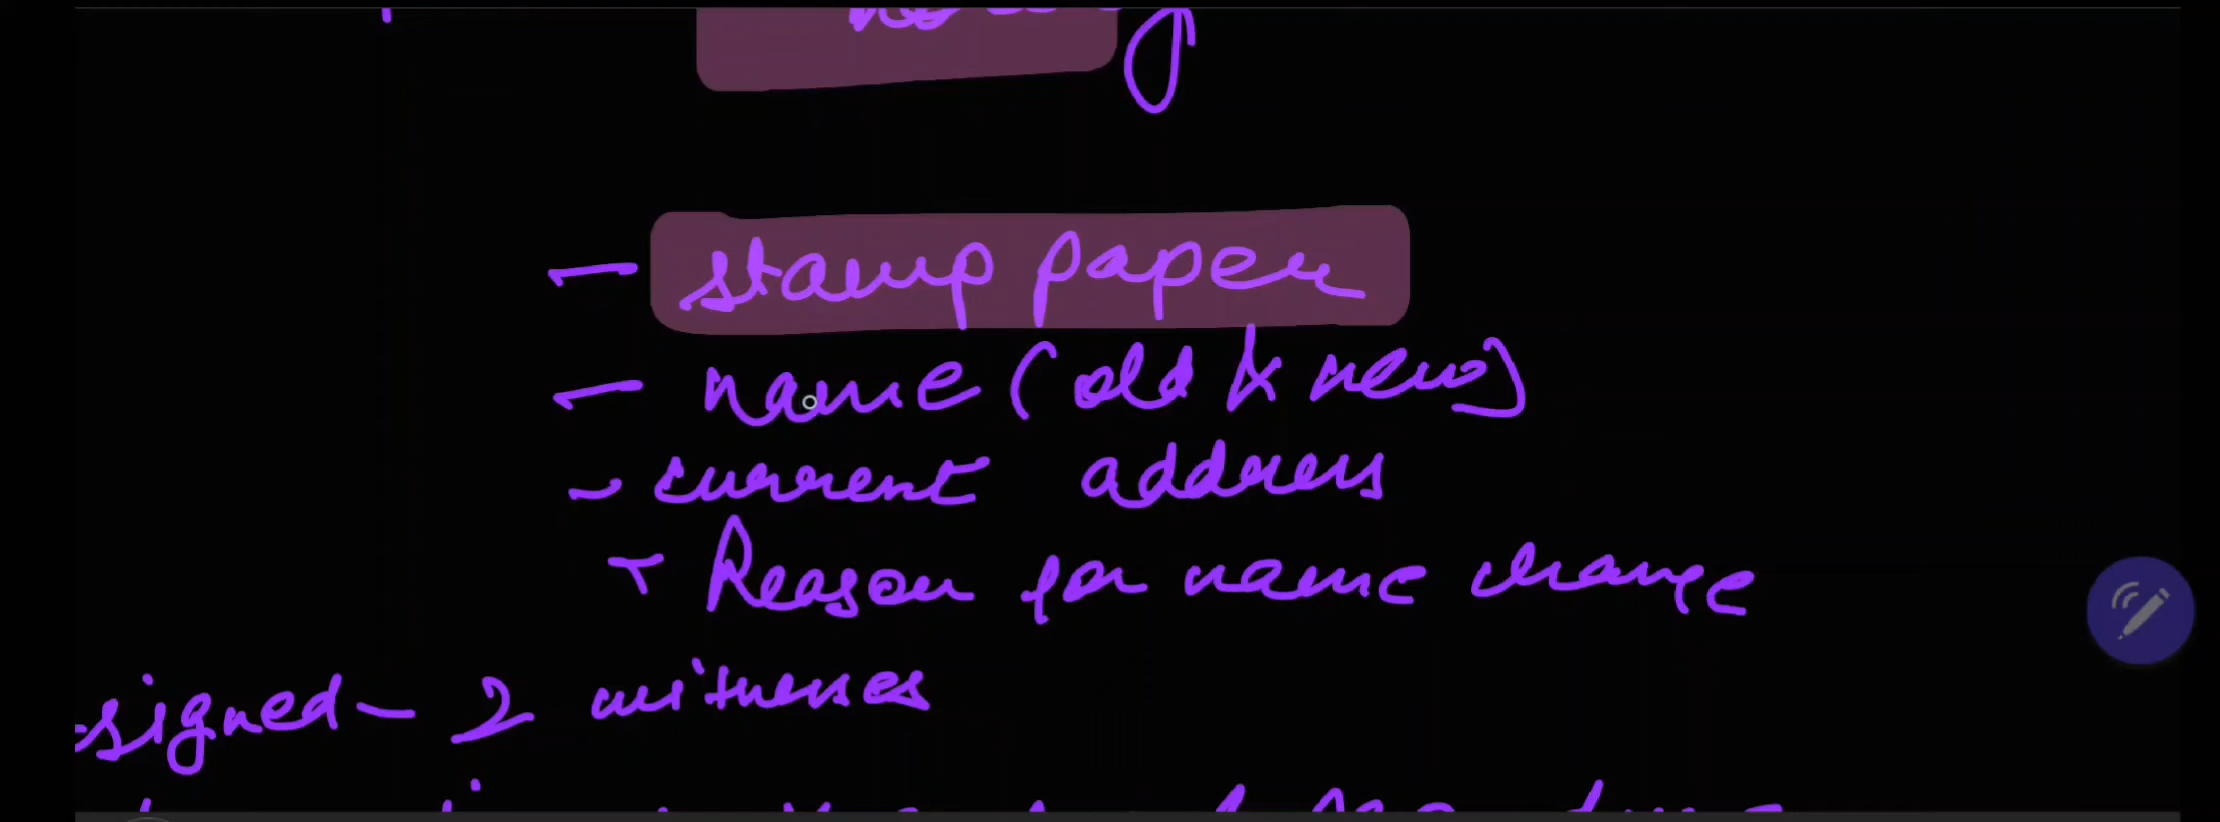 - stamp paper
- name (old & new)
- current address
- Reason for name change
signed - 2 witnesses